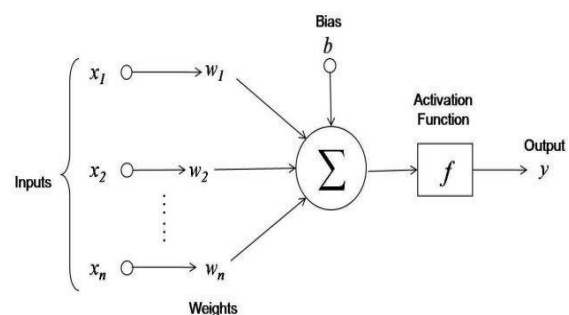 Bias
b
x1 w1
Activation
Function
Inputs
x2 w2
Σ
f
Output
y
xn wn
Weights